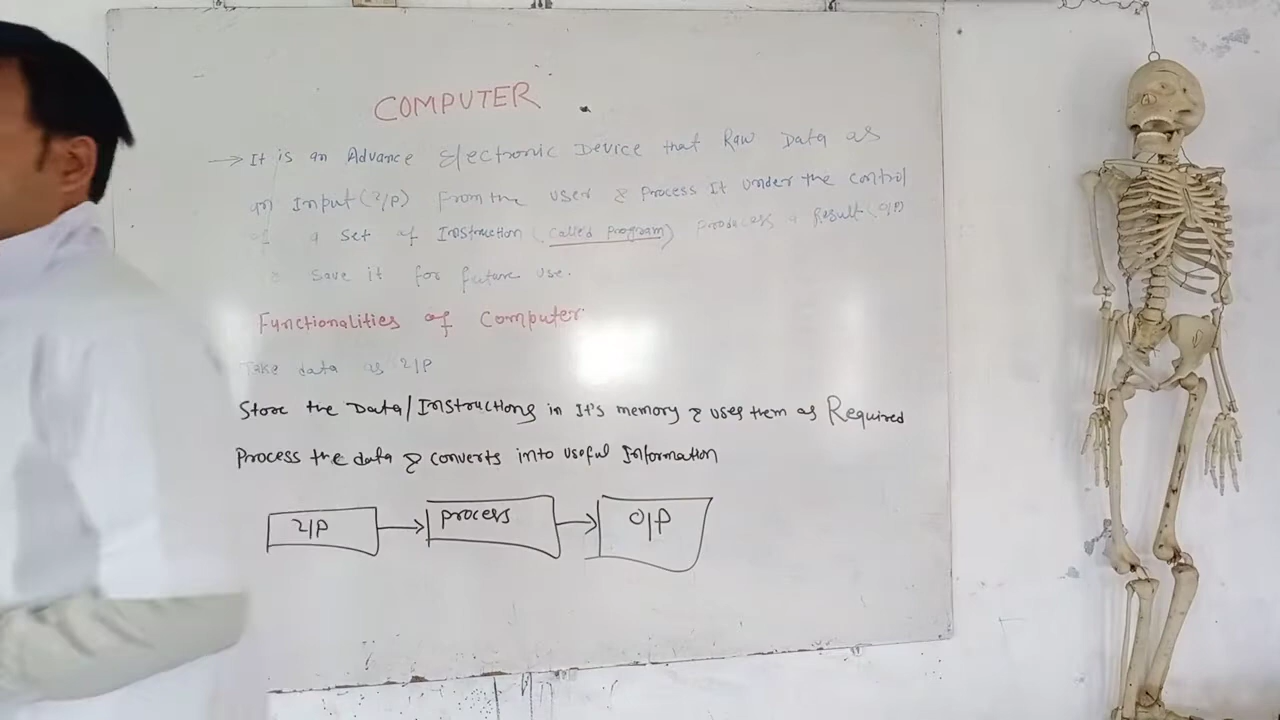 COMPUTER
→ It is an Advance Electronic Device that Raw Data as
an Input (I/P) From the user & Process It under the control
of a set of Instruction (called Program) produces a Result (O/P)
& Save it for future use.
Functionalities of Computer
Take data as I/P
Store the Data/Instructions in It's memory & uses them as Required
Process the data & converts into useful Information
I/P → process → O/P